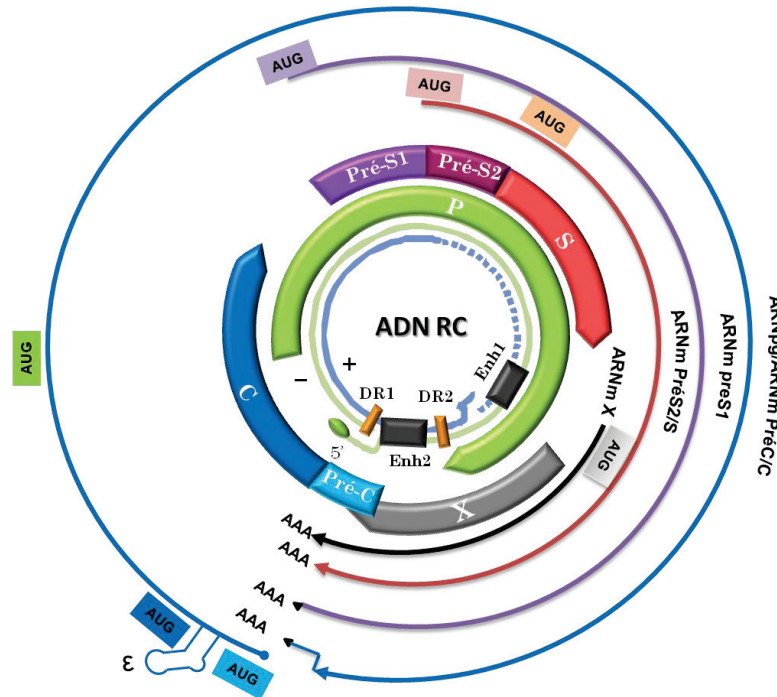 AUG
AUG
AUG
Pré-S1
Pré-S2
P
S
ADN RC
Enh1
+
−
DR1
DR2
Enh2
5'
C
Pré-C
X
AUG
ARNm X
AUG
ARNm PréS2/S
ARNm preS1
ARNpg/ARNm PréC/C
AAA
AAA
AAA
AAA
AUG
AUG
ε